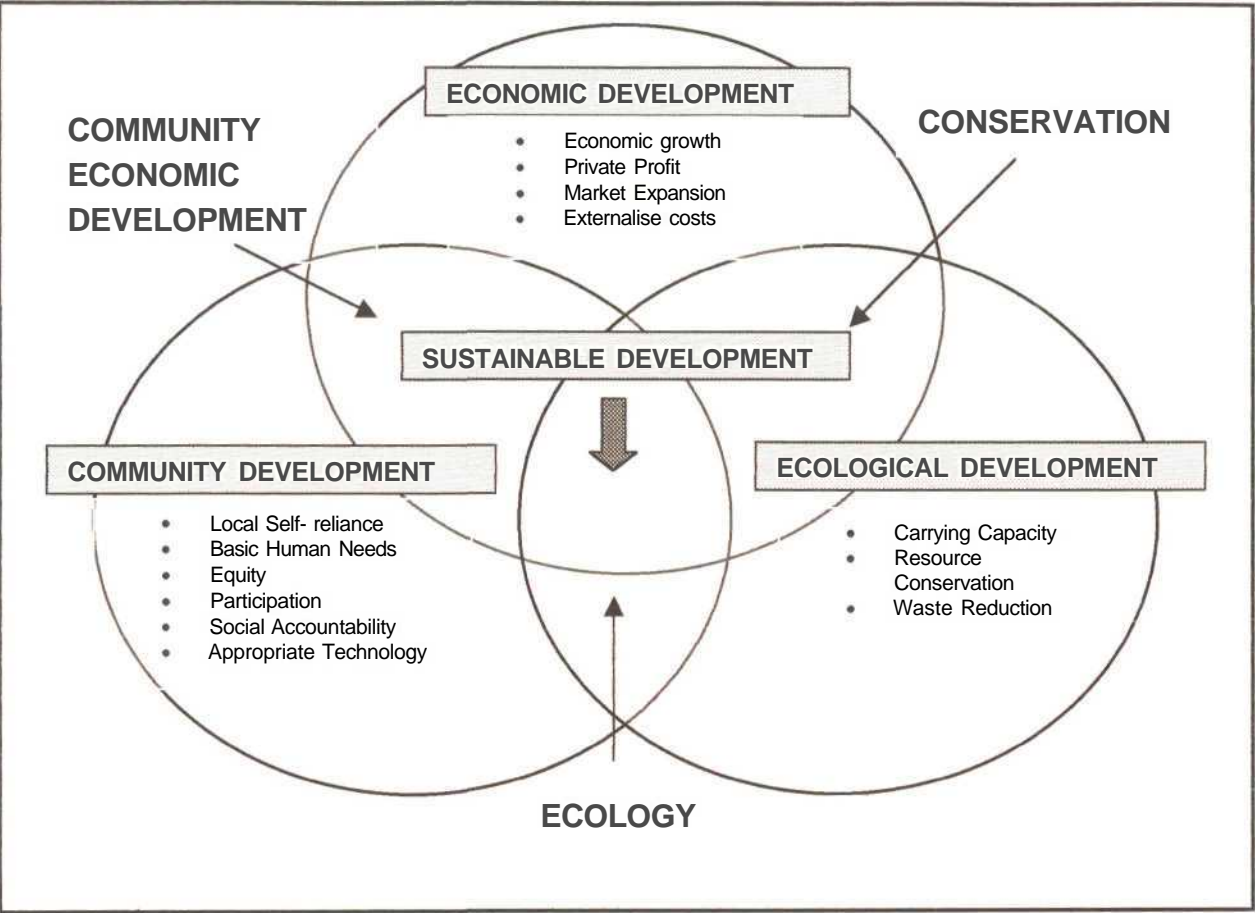 ECONOMIC DEVELOPMENT
• Economic growth
• Private Profit
• Market Expansion
• Externalise costs
COMMUNITY
ECONOMIC
DEVELOPMENT
CONSERVATION
SUSTAINABLE DEVELOPMENT
COMMUNITY DEVELOPMENT
• Local Self- reliance
• Basic Human Needs
• Equity
• Participation
• Social Accountability
• Appropriate Technology
ECOLOGICAL DEVELOPMENT
• Carrying Capacity
• Resource
Conservation
• Waste Reduction
ECOLOGY